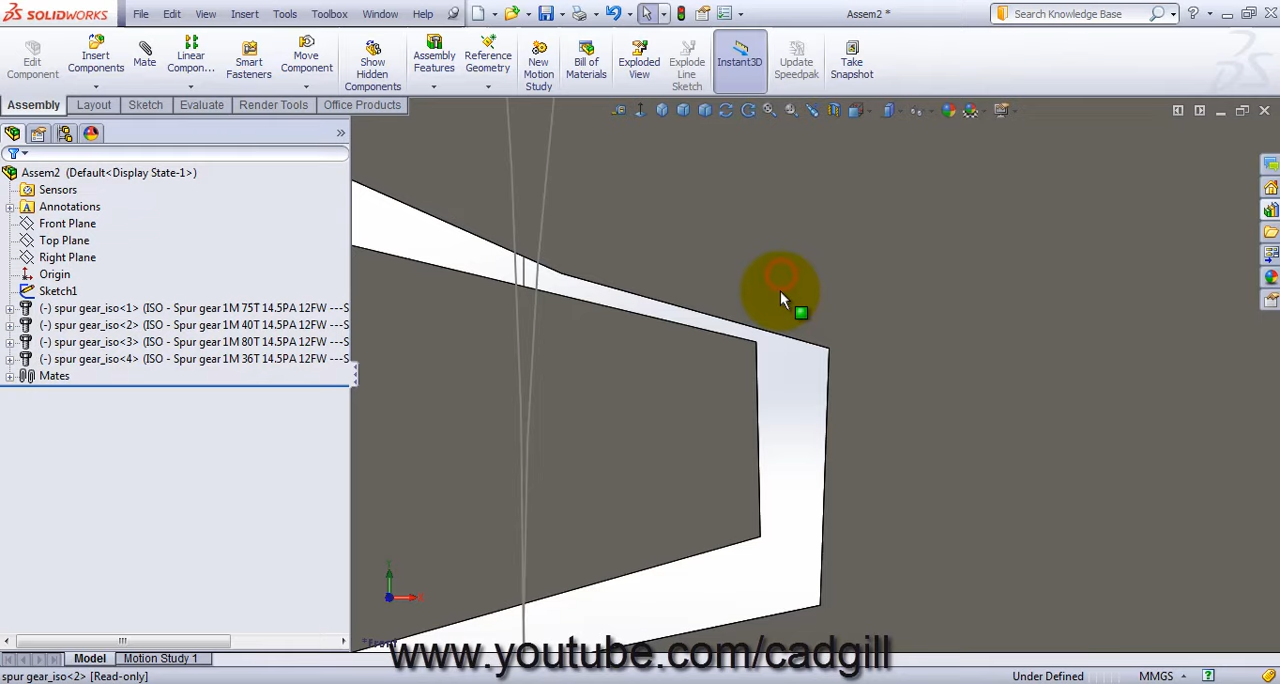 SOLIDWORKS File Edit View Insert Tools Toolbox Window Help Assem2 * Search Knowledge Base
Edit Component
Insert Components
Mate
Linear Compon...
Smart Fasteners
Move Component
Show Hidden Components
Assembly Features
Reference Geometry
New Motion Study
Bill of Materials
Exploded View
Explode Line Sketch
Instant3D
Update Speedpak
Take Snapshot
Assembly Layout Sketch Evaluate Render Tools Office Products
Assem2 (Default<Display State-1>)
Sensors
Annotations
Front Plane
Top Plane
Right Plane
Origin
Sketch1
(-) spur gear_iso<1> (ISO - Spur gear 1M 75T 14.5PA 12FW ---S
(-) spur gear_iso<2> (ISO - Spur gear 1M 40T 14.5PA 12FW ---S
(-) spur gear_iso<3> (ISO - Spur gear 1M 80T 14.5PA 12FW ---S
(-) spur gear_iso<4> (ISO - Spur gear 1M 36T 14.5PA 12FW ---S
Mates
*Front
www.youtube.com/cadgill
Model Motion Study 1
spur gear_iso<2> [Read-only] Under Defined MMGS